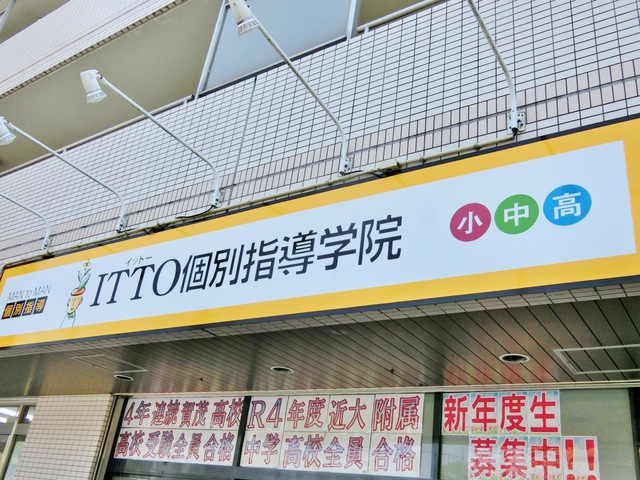 MAN to MAN
個別指導
イットー
ITTO個別指導学院
小中高
4年連続賀茂高校
高校受験全員合格
R4年度近大附属
中学高校全員合格
新年度生
募集中!!